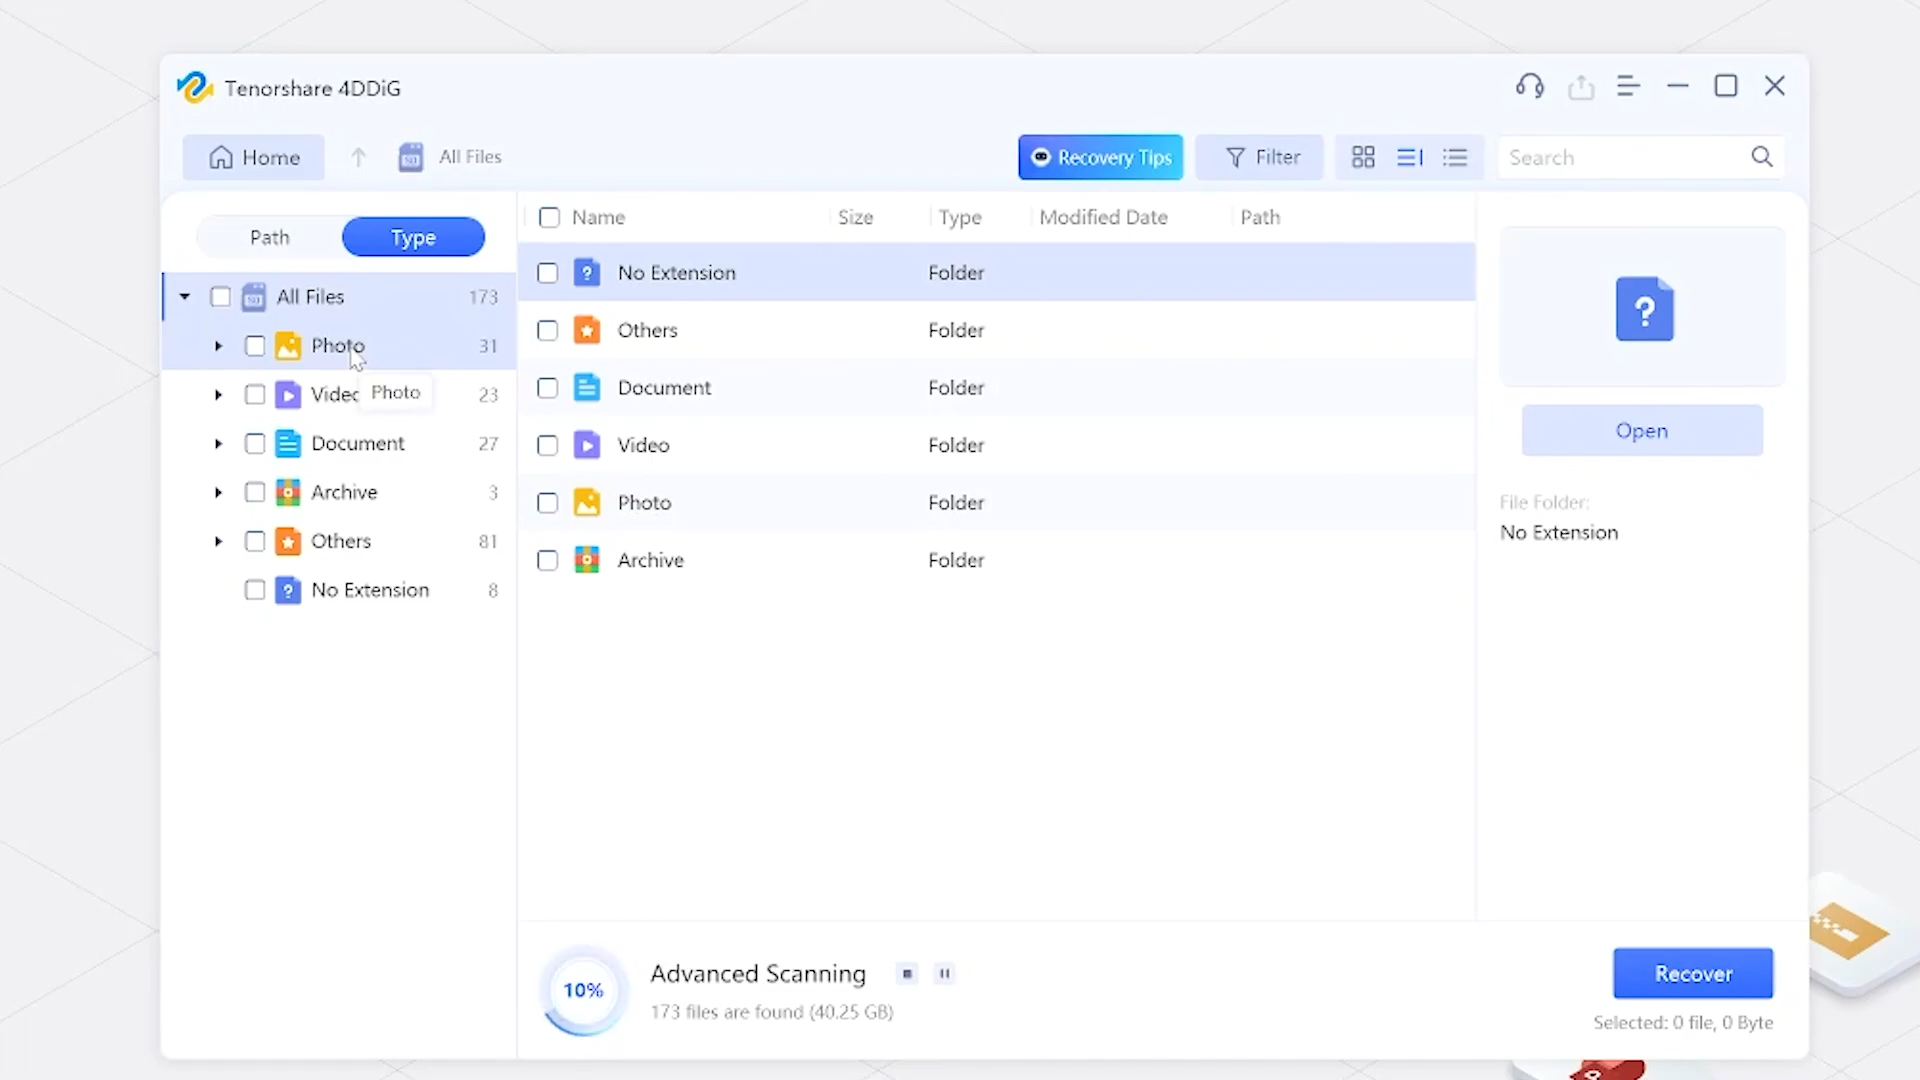 Tenorshare 4DDiG
Home
All Files
Recovery Tips
Filter
Search
Path
Type
All Files 173
Photo 31
Video 23
Photo
Document 27
Archive 3
Others 81
No Extension 8
Name Size Type Modified Date Path
No Extension Folder
Others Folder
Document Folder
Video Folder
Photo Folder
Archive Folder
Open
File Folder:
No Extension
10%
Advanced Scanning
173 files are found (40.25 GB)
Recover
Selected: 0 file, 0 Byte